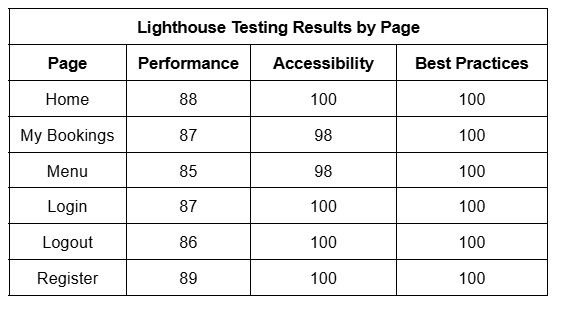 Lighthouse Testing Results by Page
Page Performance Accessibility Best Practices
Home 88 100 100
My Bookings 87 98 100
Menu 85 98 100
Login 87 100 100
Logout 86 100 100
Register 89 100 100